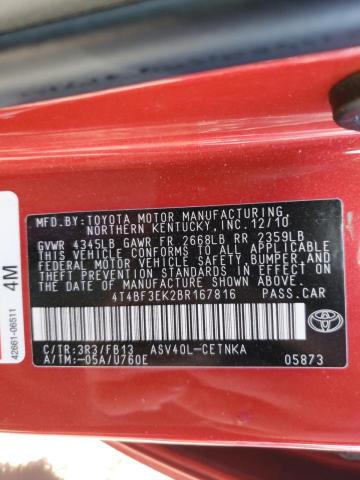 MFD.BY:TOYOTA MOTOR MANUFACTURING,
NORTHERN KENTUCKY,INC.12/10
GVWR 4345LB GAWR FR 2668LB RR 2359LB
THIS VEHICLE CONFORMS TO ALL APPLICABLE
FEDERAL MOTOR VEHICLE SAFETY,BUMPER,AND
THEFT PREVENTION STANDARDS IN EFFECT ON
THE DATE OF MANUFACTURE SHOWN ABOVE.
4T4BF3EK2BR167816 PASS.CAR
C/TR:3R3/FB13 ASV40L-CETNKA
A/TM:-05A/U760E 05873
TOYOTA
4M
42661-06511